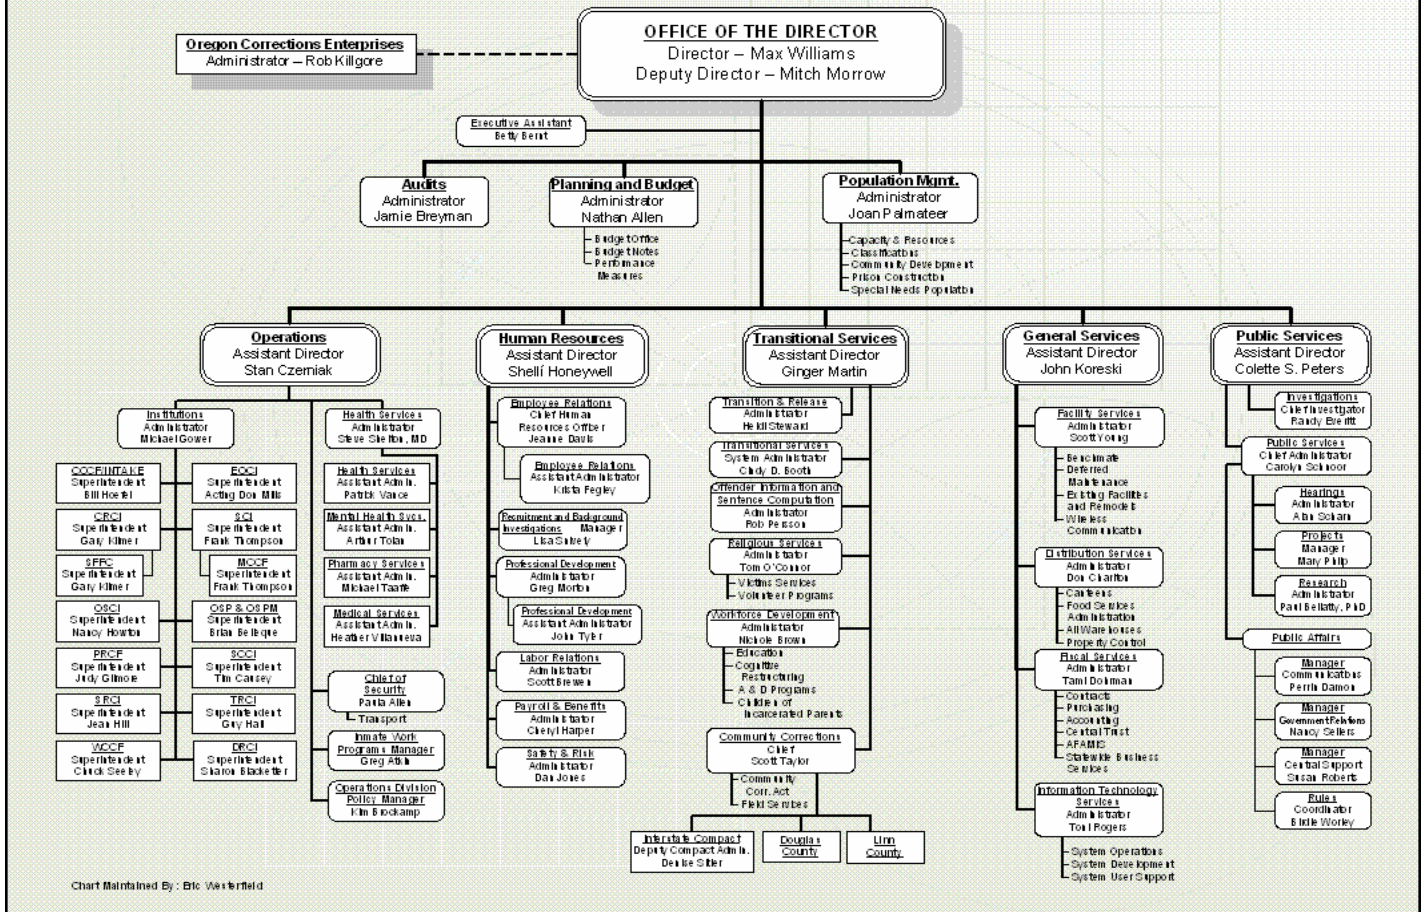 OFFICE OF THE DIRECTOR
Director – Max Williams
Deputy Director – Mitch Morrow
Oregon Corrections Enterprises
Administrator – Rob Killgore
Executive Assistant
Betty Bernt
Audits
Administrator
Jamie Breyman
Planning and Budget
Administrator
Nathan Allen
Budget Office
Budget Notes
Performance
Measures
Population Mgmt.
Administrator
Joan Palmateer
Capacity & Resources
Classifications
Community Development
Prison Construction
Special Needs Population
Operations
Assistant Director
Stan Czerniak
Institutions
Administrator
Michael Gower
CCCF/INTAKE
Superintendent
Bill Hoefel
EOCI
Superintendent
Acting Don Mills
CRCI
Superintendent
Gary Kilmer
SCI
Superintendent
Frank Thompson
SFFC
Superintendent
Gary Kilmer
MCCF
Superintendent
Frank Thompson
OSCI
Superintendent
Nancy Howton
OSP & OSPM
Superintendent
Brian Belleque
PRCF
Superintendent
Judy Gilmore
SCCI
Superintendent
Tim Causey
SRCI
Superintendent
Jean Hill
TRCI
Superintendent
Guy Hall
WCCF
Superintendent
Chuck Seeley
DRCI
Superintendent
Sharon Blacketter
Health Services
Administrator
Steve Shelton, MD
Health Services
Assistant Admin.
Patrick Vance
Mental Health Svcs.
Assistant Admin.
Arthur Tolan
Pharmacy Services
Assistant Admin.
Michael Taaffe
Medical Services
Assistant Admin.
Heather Villanueva
Chief of
Security
Paula Allen
Transport
Inmate Work
Programs Manager
Greg Atkin
Operations Division
Policy Manager
Kim Brockamp
Human Resources
Assistant Director
Shellí Honeywell
Employee Relations
Chief Human
Resources Officer
Jeanne Davis
Employee Relations
Assistant Administrator
Krista Fegley
Recruitment and Background
Investigations Manager
Lisa
Professional Development
Administrator
Greg Morton
Professional Development
Assistant Administrator
John Tyler
Labor Relations
Administrator
Scott Brewen
Payroll & Benefits
Administrator
Cheryl Harper
Safety & Risk
Administrator
Dan Jones
Transitional Services
Assistant Director
Ginger Martin
Transition & Release
Administrator
Heidi Steward
Transitional Services
System Administrator
Cindy D. Booth
Offender Information and
Sentence Computation
Administrator
Rob Persson
Religious Services
Administrator
Tom O'Connor
Victims Services
Volunteer Programs
Workforce Development
Administrator
Nichole Brown
Education
Cognitive
Restructuring
A & D Programs
Children of
Incarcerated Parents
Community Corrections
Chief
Scott Taylor
Community
Corr. Act
Field Services
Interstate Compact
Deputy Compact Admin.
Denise Sitler
Douglas
County
Linn
County
General Services
Assistant Director
John Koreski
Facility Services
Administrator
Scott Young
Benchmate
Deferred
Maintenance
Existing Facilities
and Remodels
Wireless
Communication
Distribution Services
Administrator
Don Charlton
Canteens
Food Services
Administration
All Warehouses
Property Control
Fiscal Services
Administrator
Tami Dohrman
Contracts
Purchasing
Accounting
Central Trust
AFAMIS
Statewide Business
Services
Information Technology
Services
Administrator
Toni Rogers
System Operations
System Development
System User Support
Public Services
Assistant Director
Colette S. Peters
Investigations
Chief Investigator
Randy Everitt
Public Services
Chief Administrator
Carolyn Schnoor
Hearings
Administrator
Alan Scharn
Projects
Manager
Mary Philp
Research
Administrator
Paul Bellatty, PhD
Public Affairs
Manager
Communications
Perrin Damon
Manager
Government Relations
Nancy Sellers
Manager
Central Support
Susan Roberts
Rules
Coordinator
Birdie Worley
Chart Maintained By: Eric Westerfield